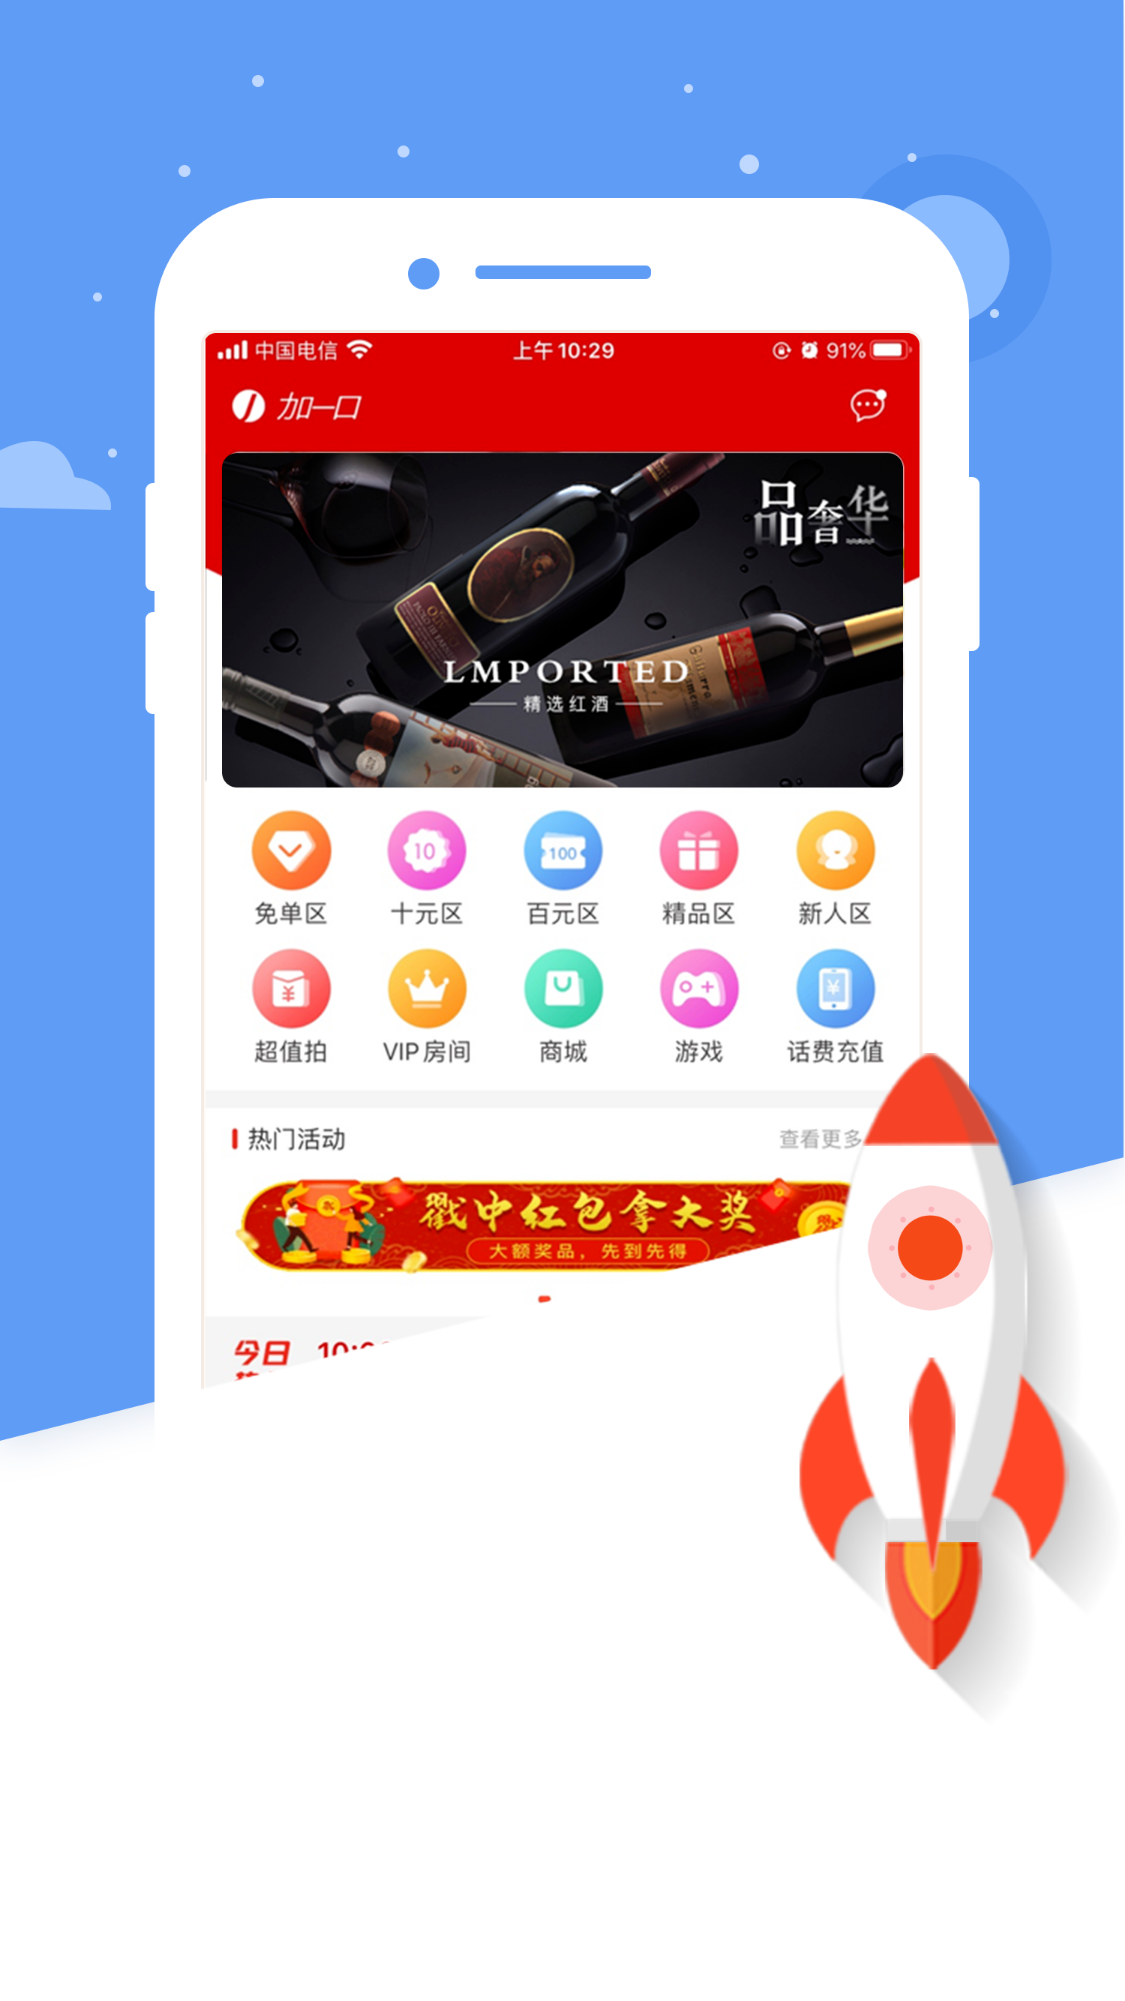 中国电信 上午10:29 91%
加一口
品奢华
LMPORTED
精选红酒
10 100
免单区 十元区 百元区 精品区 新人区
¥ ¥
超值拍 VIP房间 商城 游戏 话费充值
热门活动 查看更多
戳中红包拿大奖
大额奖品，先到先得
今日